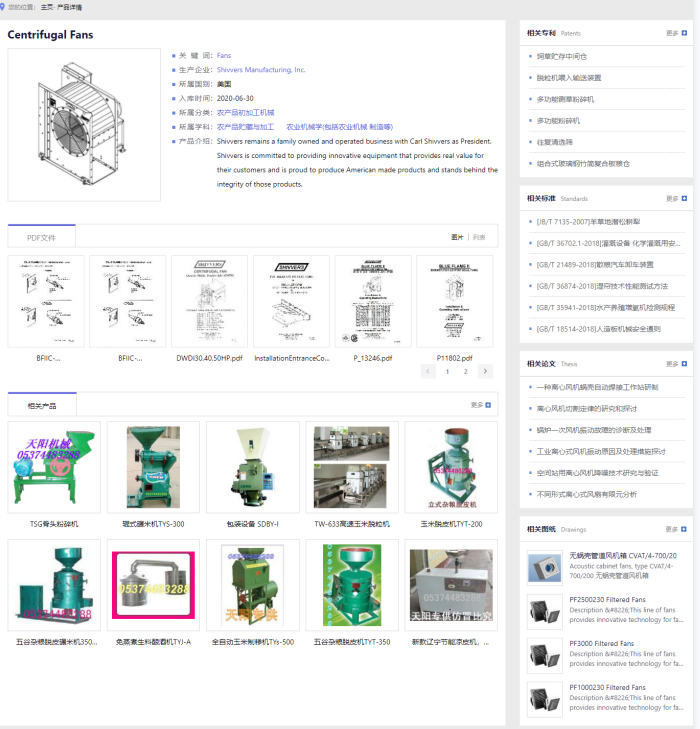 您的位置： 主页- 产品详情
Centrifugal Fans
关 键 词： Fans
生产企业： Shivvers Manufacturing, Inc.
所属国别： 美国
入库时间： 2020-06-30
所属分类： 农产品初加工机械
所属学科： 农产品贮藏与加工 农业机械学(包括农业机械 制造等)
产品介绍： Shivvers remains a family owned and operated business with Carl Shivvers as President.
Shivvers is committed to providing innovative equipment that provides real value for
their customers and is proud to produce American made products and stands behind the
integrity of those products.
PDF文件
图片 | 列表
SHIVVERS
CENTRIFUGAL FAN
SHIVVERS
BLUE FLAME II
BFIIC-...
BFIIC-...
DWDI30,40,50HP.pdf
InstallationEntranceCo...
P_13246.pdf
P11802.pdf
< 1 2 >
相关产品
更多
天阳机械
05374483288
TSG骨头粉碎机
辊式碾米机TYS-300
包装设备 SDBY-I
TW-633高速玉米脱粒机
立式杂粮脱皮机
玉米脱皮机TYT-200
05374483288
天阳专供仿冒必究
五谷杂粮脱皮碾米机350...
免蒸煮生料酿酒机TYJ-A
全自动玉米制糁机TYs-500
五谷杂粮脱皮机TYT-350
新款辽宁节能凉皮机，...
相关专利 Patents
更多
饲草贮存中间仓
脱粒机喂入输送装置
多功能铡草粉碎机
多功能粉碎机
往复清选筛
组合式玻璃钢竹筒复合板粮仓
相关标准 Standards
更多
[JB/T 7135-2007]羊草地潜松耕犁
[GB/T 36702.1-2018]灌溉设备 化学灌溉用安...
[GB/T 21489-2018]散粮汽车卸车装置
[GB/T 36874-2018]湿帘技术性能测试方法
[GB/T 35941-2018]水产养殖增氧机检测规程
[GB/T 18514-2018]人造板机械安全通则
相关论文 Thesis
更多
一种离心风机蜗壳自动焊接工作站研制
离心风机切割定律的研究和探讨
锅炉一次风机振动故障的诊断及处理
工业离心式风机振动原因及处理措施探讨
空间站用离心风机降噪技术研究与验证
不同形式离心式风扇有限元分析
相关图纸 Drawings
更多
无蜗壳管道风机箱 CVAT/4-700/20
Acoustic cabinet fans, type CVAT/4-
700/200 无蜗壳管道风机箱
PF2500230 Filtered Fans
Description &#8226;This line of fans
provides innovative technology for fa...
PF3000 Filtered Fans
Description &#8226;This line of fans
provides innovative technology for fa...
PF1000230 Filtered Fans
Description &#8226;This line of fans
provides innovative technology for fa...